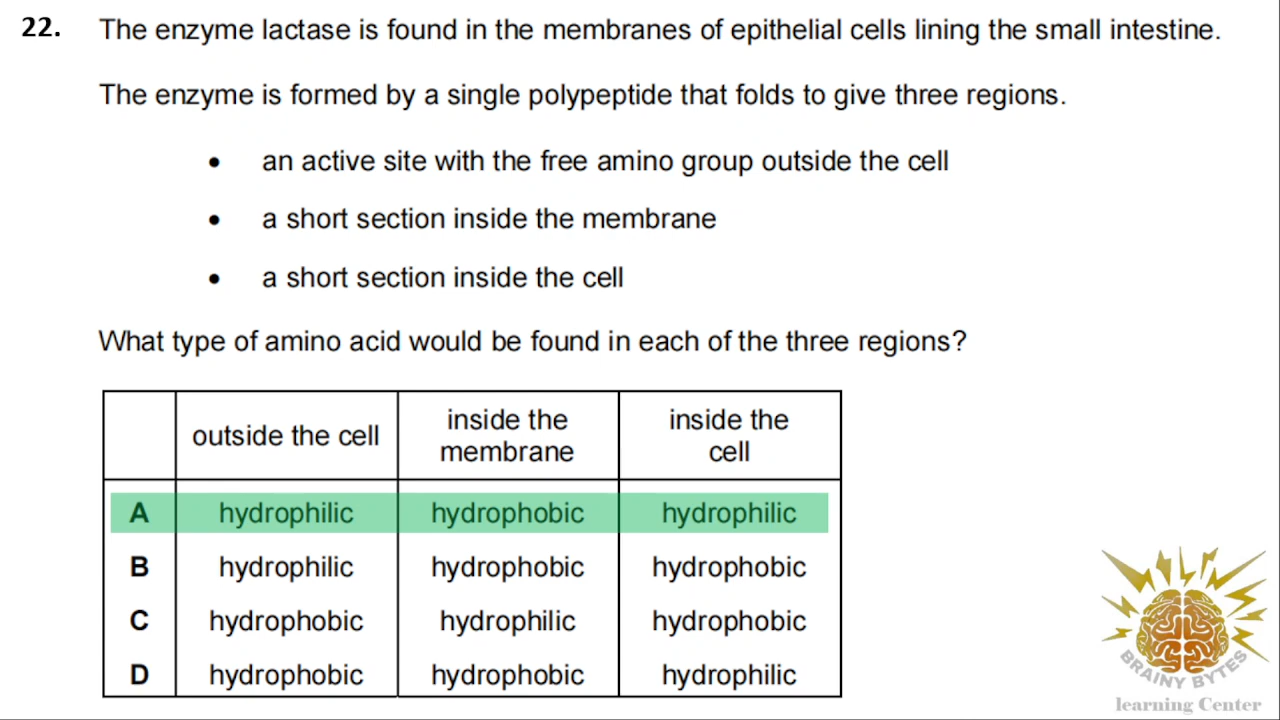 22. The enzyme lactase is found in the membranes of epithelial cells lining the small intestine.
The enzyme is formed by a single polypeptide that folds to give three regions.
• an active site with the free amino group outside the cell
• a short section inside the membrane
• a short section inside the cell
What type of amino acid would be found in each of the three regions?
outside the cell inside the membrane inside the cell
A hydrophilic hydrophobic hydrophilic
B hydrophilic hydrophobic hydrophobic
C hydrophobic hydrophilic hydrophobic
D hydrophobic hydrophobic hydrophilic
BRAINY BYTES
learning Center